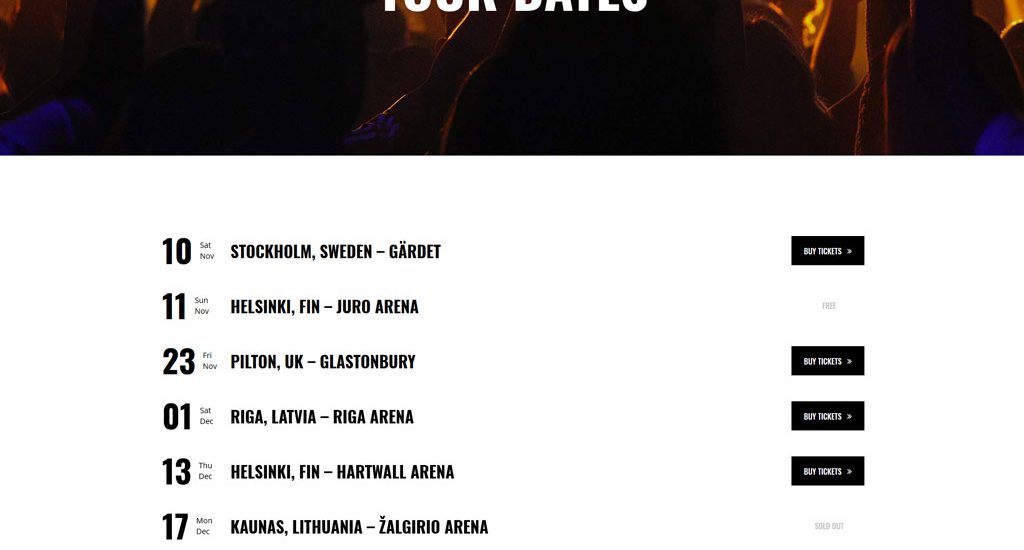 TOUR DATES
10 Sat Nov STOCKHOLM, SWEDEN – GÄRDET BUY TICKETS »
11 Sun Nov HELSINKI, FIN – JURO ARENA FREE
23 Fri Nov PILTON, UK – GLASTONBURY BUY TICKETS »
01 Sat Dec RIGA, LATVIA – RIGA ARENA BUY TICKETS »
13 Thu Dec HELSINKI, FIN – HARTWALL ARENA BUY TICKETS »
17 Mon Dec KAUNAS, LITHUANIA – ŽALGIRIO ARENA SOLD OUT